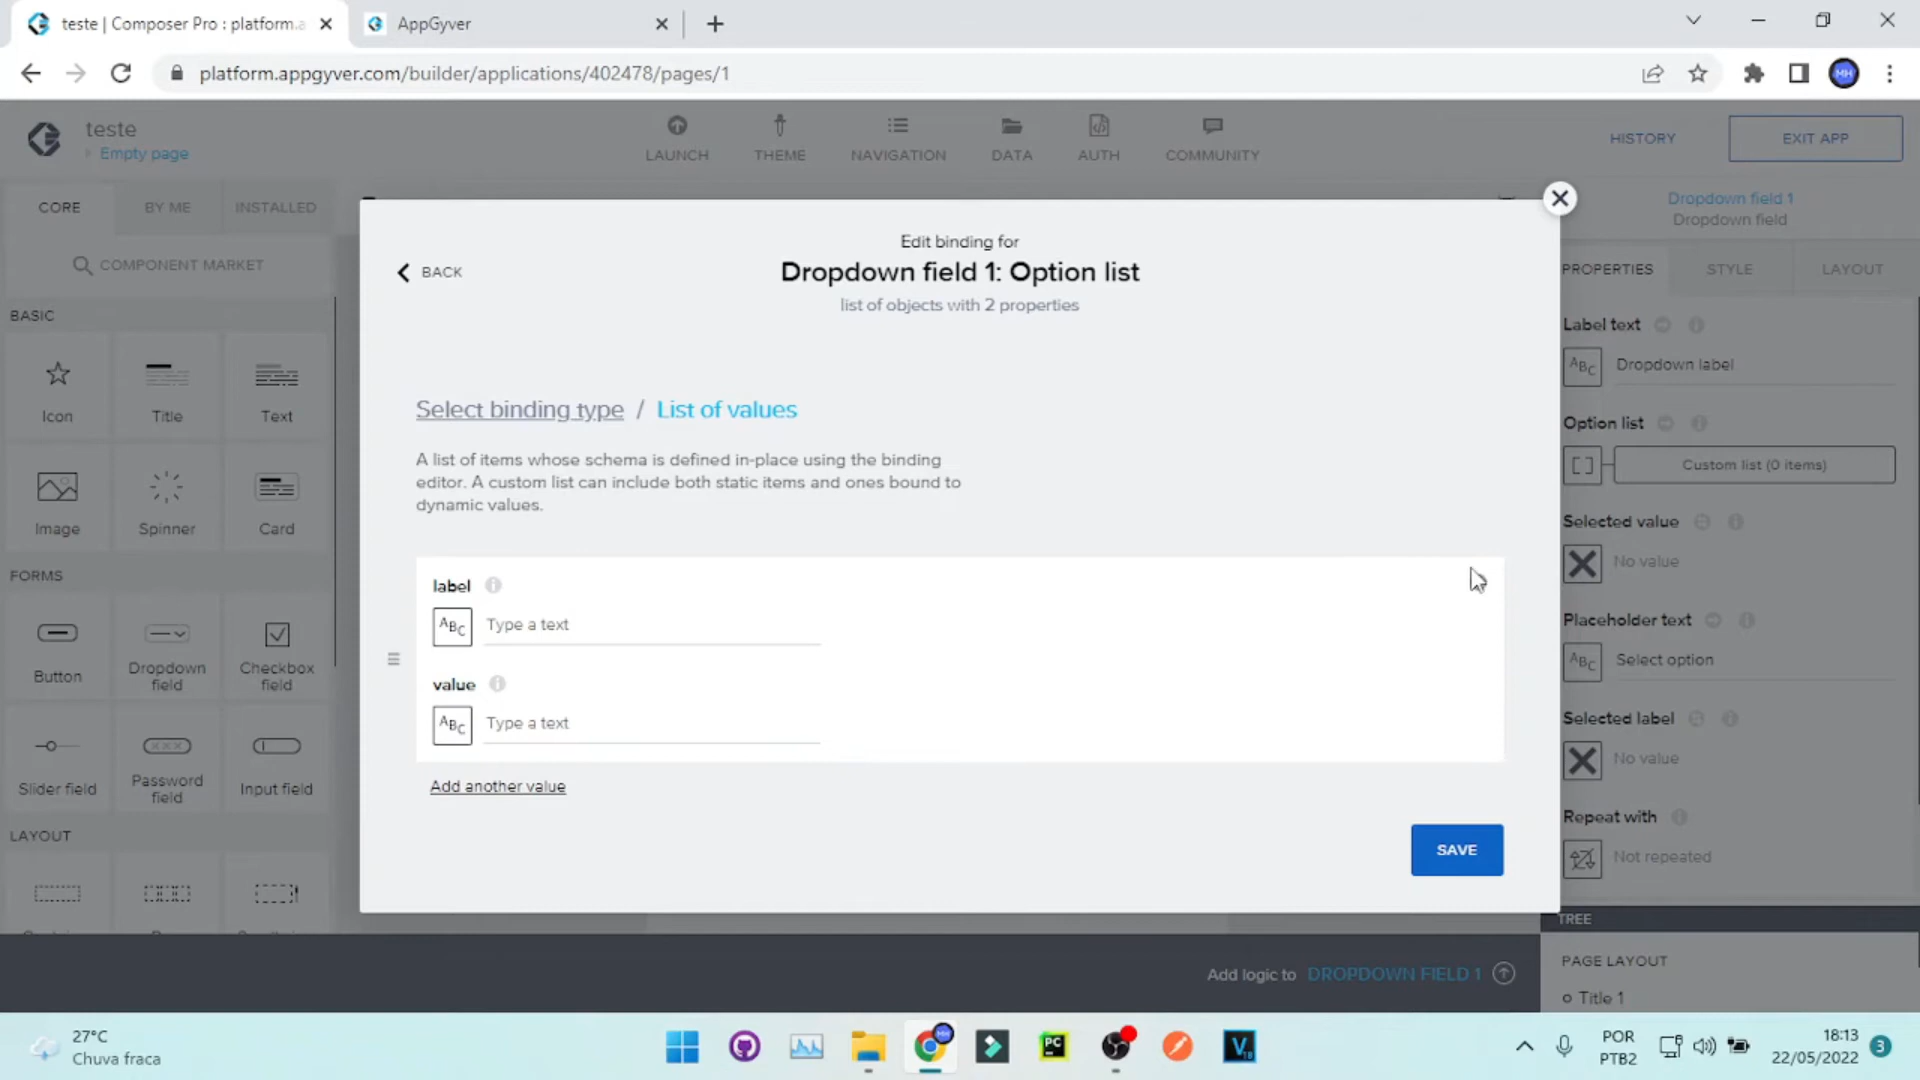 teste | Composer Pro : platform.a
AppGyver
platform.appgyver.com/builder/applications/402478/pages/1
MH
teste
Empty page
LAUNCH
THEME
NAVIGATION
DATA
AUTH
COMMUNITY
HISTORY
EXIT APP
CORE
BY ME
INSTALLED
COMPONENT MARKET
BASIC
Icon
Title
Text
Image
Spinner
Card
FORMS
Button
Dropdown field
Checkbox field
Slider field
Password field
Input field
LAYOUT
BACK
Edit binding for
Dropdown field 1: Option list
list of objects with 2 properties
Select binding type / List of values
A list of items whose schema is defined in-place using the binding
editor. A custom list can include both static items and ones bound to
dynamic values.
label
ABC Type a text
value
ABC Type a text
Add another value
SAVE
Dropdown field 1
Dropdown field
PROPERTIES
STYLE
LAYOUT
Label text
ABC Dropdown label
Option list
Custom list (0 items)
Selected value
No value
Placeholder text
ABC Select option
Selected label
No value
Repeat with
Not repeated
TREE
PAGE LAYOUT
Title 1
Add logic to DROPDOWN FIELD 1
27°C
Chuva fraca
PC
V
18
POR
PTB2
18:13
22/05/2022
3